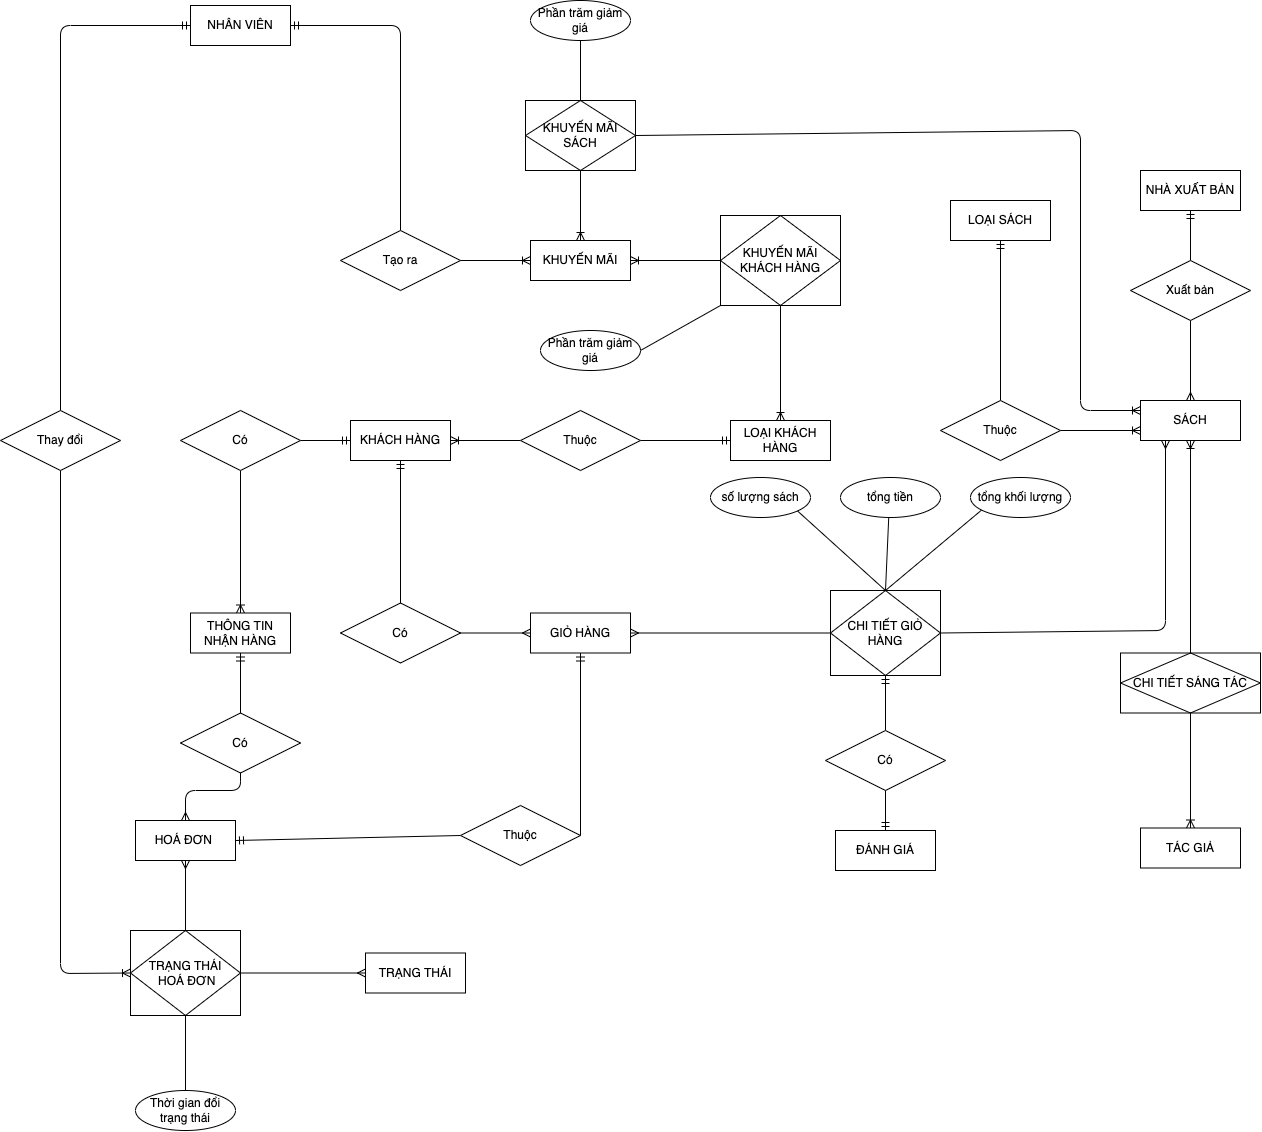 NHÂN VIÊN
Phần trăm giảm
giá
KHUYẾN MÃI
SÁCH
NHÀ XUẤT BẢN
LOẠI SÁCH
Tạo ra
KHUYẾN MÃI
KHUYẾN MÃI
KHÁCH HÀNG
Xuất bản
Phần trăm giảm
giá
Thay đổi
Có
KHÁCH HÀNG
Thuộc
LOẠI KHÁCH
HÀNG
Thuộc
SÁCH
số lượng sách
tổng tiền
tổng khối lượng
THÔNG TIN
NHẬN HÀNG
Có
GIỎ HÀNG
CHI TIẾT GIỎ
HÀNG
CHI TIẾT SÁNG TÁC
Có
Có
HOÁ ĐƠN
Thuộc
ĐÁNH GIÁ
TÁC GIẢ
TRẠNG THÁI
HOÁ ĐƠN
TRẠNG THÁI
Thời gian đổi
trạng thái